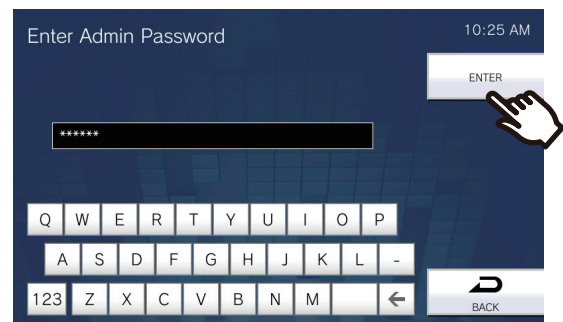 Enter Admin Password
10:25 AM
ENTER
******
Q W E R T Y U I O P
A S D F G H J K L -
123 Z X C V B N M ←
BACK